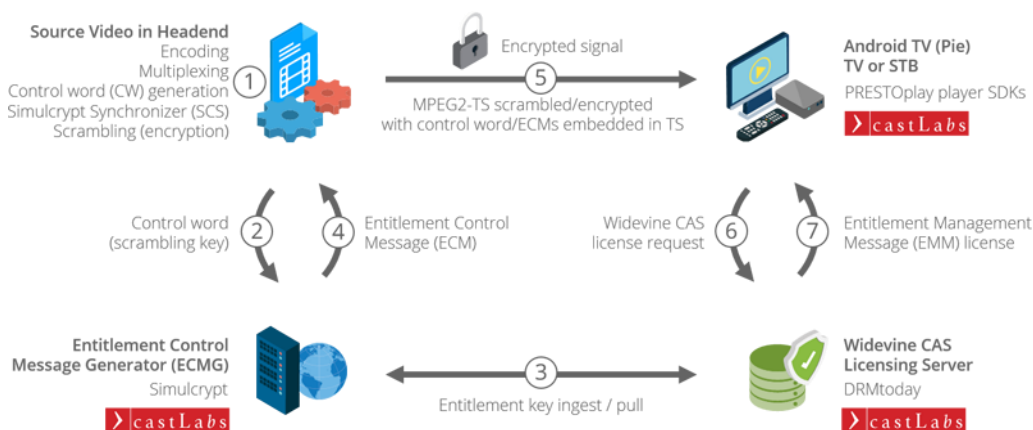 Source Video in Headend
Encoding
Multiplexing
Control word (CW) generation
Simulcrypt Synchronizer (SCS)
Scrambling (encryption)
1
Encrypted signal
5
MPEG2-TS scrambled/encrypted
with control word/ECMs embedded in TS
Android TV (Pie)
TV or STB
PRESTOplay player SDKs
castLabs
Control word
(scrambling key)
2
4
Entitlement Control
Message (ECM)
Widevine CAS
license request
6
7
Entitlement Management
Message (EMM) license
Entitlement Control
Message Generator (ECMG)
Simulcrypt
castLabs
3
Entitlement key ingest / pull
Widevine CAS
Licensing Server
DRMtoday
castLabs